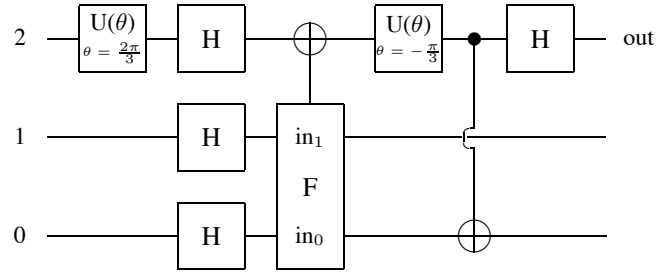 2 U(θ) θ = 2π/3 H U(θ) θ = −π/3 H out
1 H in₁
F
0 H in₀